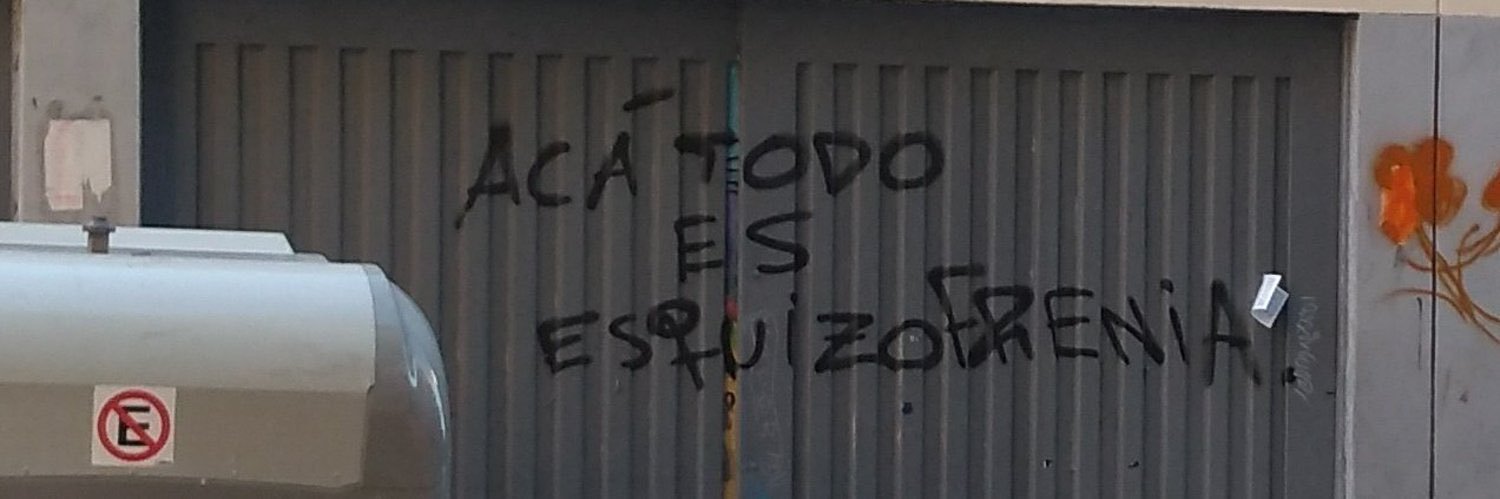 ACÁ TODO
ES
ESQUIZOFRENIA.
E